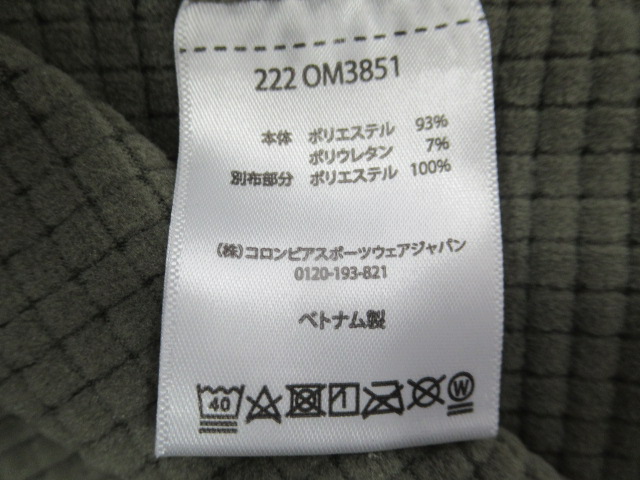 222 OM3851
本体 ポリエステル 93%
ポリウレタン 7%
別布部分 ポリエステル 100%
(株)コロンビアスポーツウェアジャパン
0120-193-821
ベトナム製
40 W